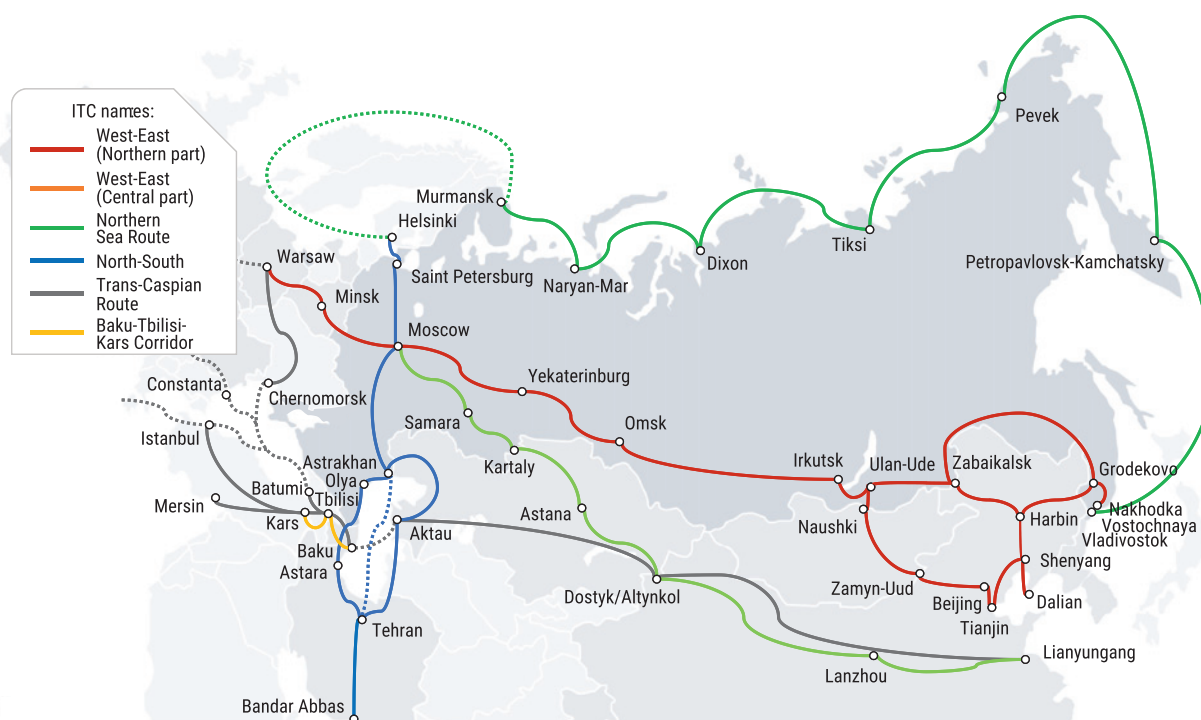 ITC names:
West-East
(Northern part)
West-East
(Central part)
Northern
Sea Route
North-South
Trans-Caspian
Route
Baku-Tbilisi-
Kars Corridor
Pevek
Murmansk
Helsinki
Tiksi
Petropavlovsk-Kamchatsky
Dixon
Warsaw
Saint Petersburg
Naryan-Mar
Minsk
Moscow
Yekaterinburg
Constanta
Chernomorsk
Samara
Omsk
Istanbul
Kartaly
Astrakhan
Irkutsk
Ulan-Ude
Zabaikalsk
Grodekovo
Olya
Batumi
Tbilisi
Mersin
Kars
Astana
Aktau
Naushki
Harbin
Nakhodka
Vostochnaya
Vladivostok
Baku
Astara
Shenyang
Dostyk/Altynkol
Zamyn-Uud
Beijing
Dalian
Tehran
Tianjin
Lianyungang
Lanzhou
Bandar Abbas